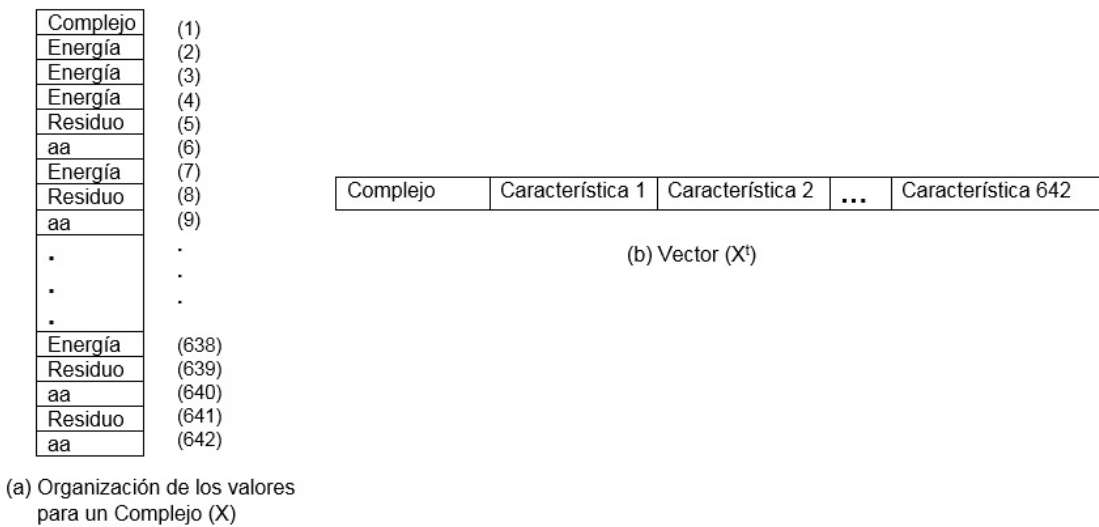 Complejo (1)
Energía (2)
Energía (3)
Energía (4)
Residuo (5)
aa (6)
Energía (7)
Residuo (8)
aa (9)
. .
. .
. .
Energía (638)
Residuo (639)
aa (640)
Residuo (641)
aa (642)
(a) Organización de los valores
para un Complejo (X)
Complejo Característica 1 Característica 2 ... Característica 642
(b) Vector (Xᵗ)